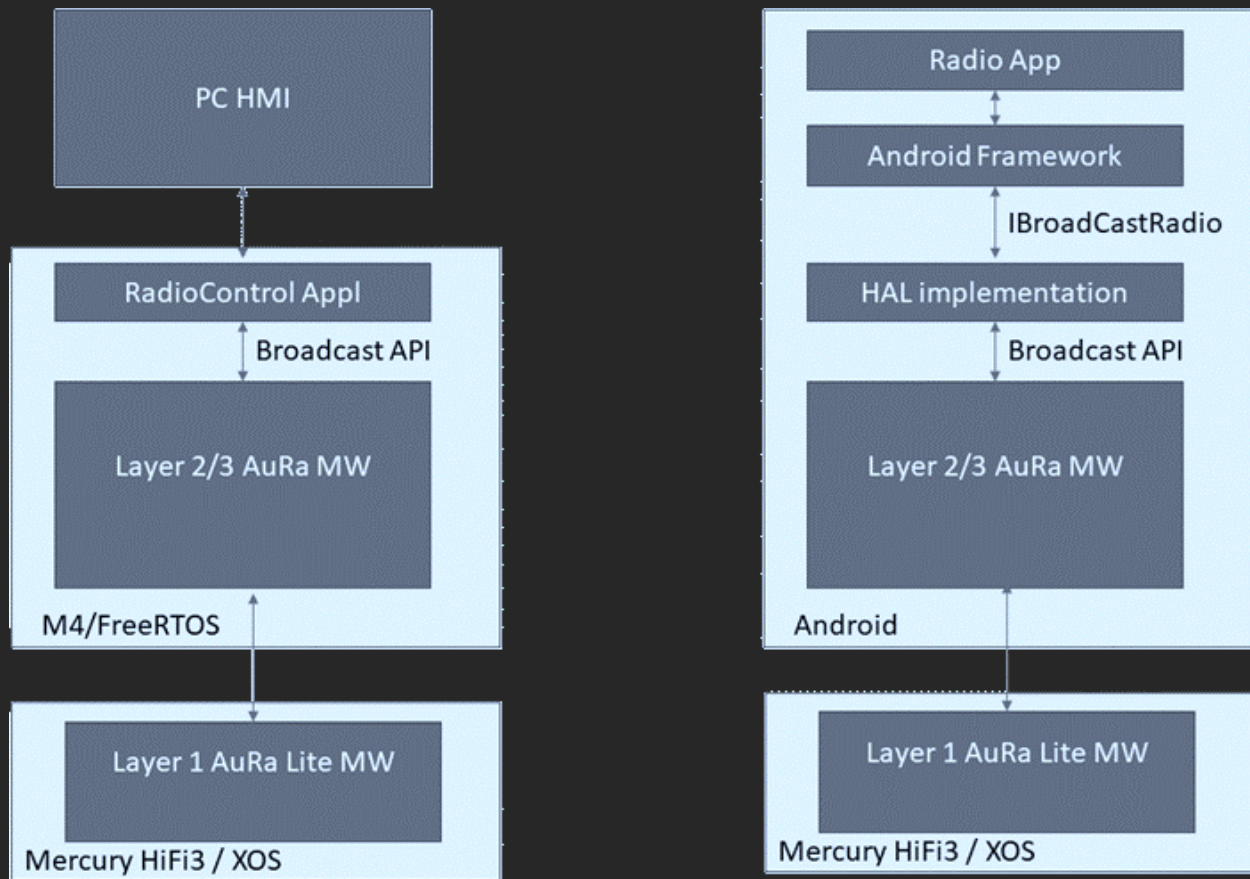 PC HMI
RadioControl Appl
Broadcast API
Layer 2/3 AuRa MW
M4/FreeRTOS
Layer 1 AuRa Lite MW
Mercury HiFi3 / XOS
Radio App
Android Framework
IBroadCastRadio
HAL implementation
Broadcast API
Layer 2/3 AuRa MW
Android
Layer 1 AuRa Lite MW
Mercury HiFi3 / XOS